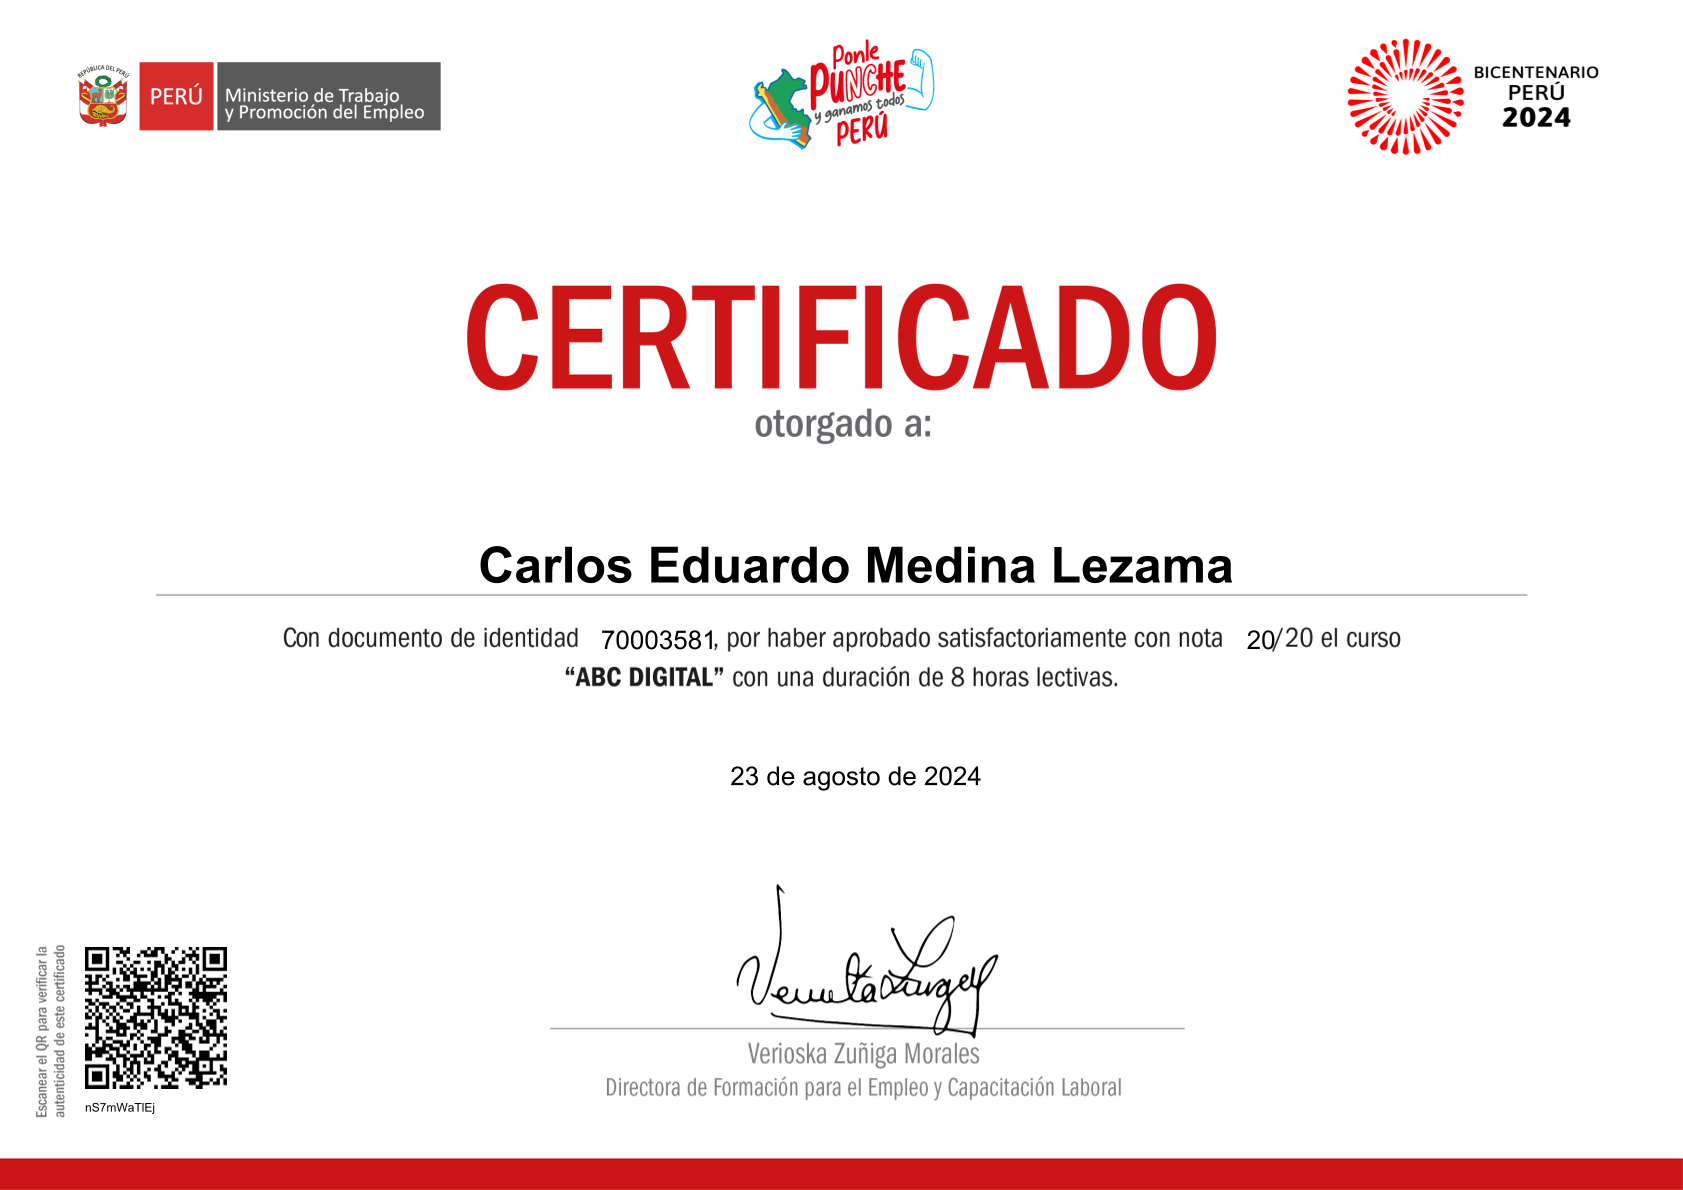 REPÚBLICA DEL PERÚ
PERÚ
Ministerio de Trabajo
y Promoción del Empleo
Ponle
PUNCHE
y ganamos todos
PERÚ
BICENTENARIO
PERÚ
2024
CERTIFICADO
otorgado a:
Carlos Eduardo Medina Lezama
Con documento de identidad 70003581, por haber aprobado satisfactoriamente con nota 20/20 el curso
“ABC DIGITAL” con una duración de 8 horas lectivas.
23 de agosto de 2024
Verioska Zuñiga Morales
Directora de Formación para el Empleo y Capacitación Laboral
Escanear el QR para verificar la
autenticidad de este certificado
nS7mWaTlEj